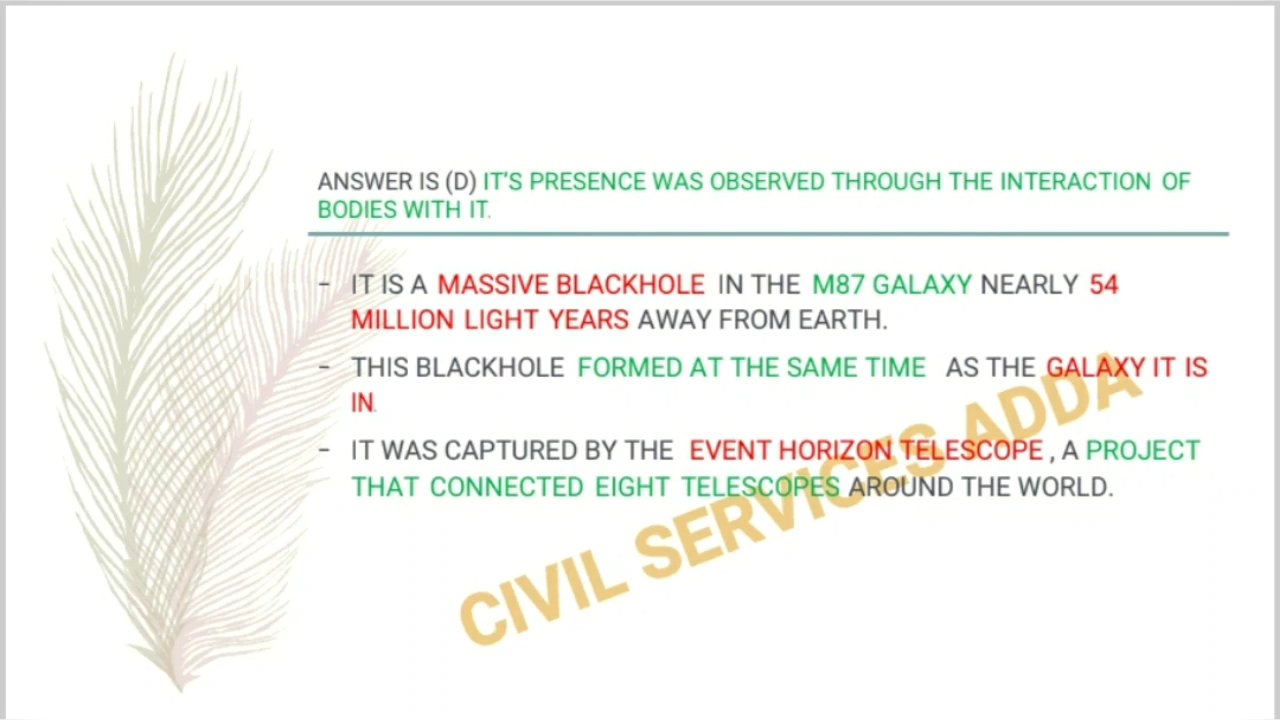 ANSWER IS (D) IT'S PRESENCE WAS OBSERVED THROUGH THE INTERACTION OF
BODIES WITH IT.
- IT IS A MASSIVE BLACKHOLE IN THE M87 GALAXY NEARLY 54
MILLION LIGHT YEARS AWAY FROM EARTH.
- THIS BLACKHOLE FORMED AT THE SAME TIME AS THE GALAXY IT IS
IN.
- IT WAS CAPTURED BY THE EVENT HORIZON TELESCOPE, A PROJECT
THAT CONNECTED EIGHT TELESCOPES AROUND THE WORLD.
CIVIL SERVICES ADDA